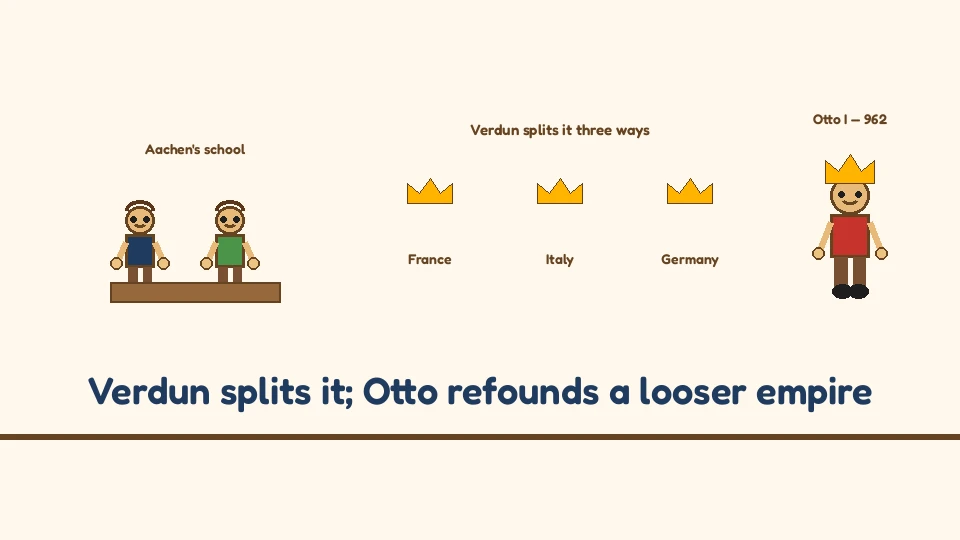 Aachen's school
Verdun splits it three ways
Otto I – 962
France
Italy
Germany
Verdun splits it; Otto refounds a looser empire